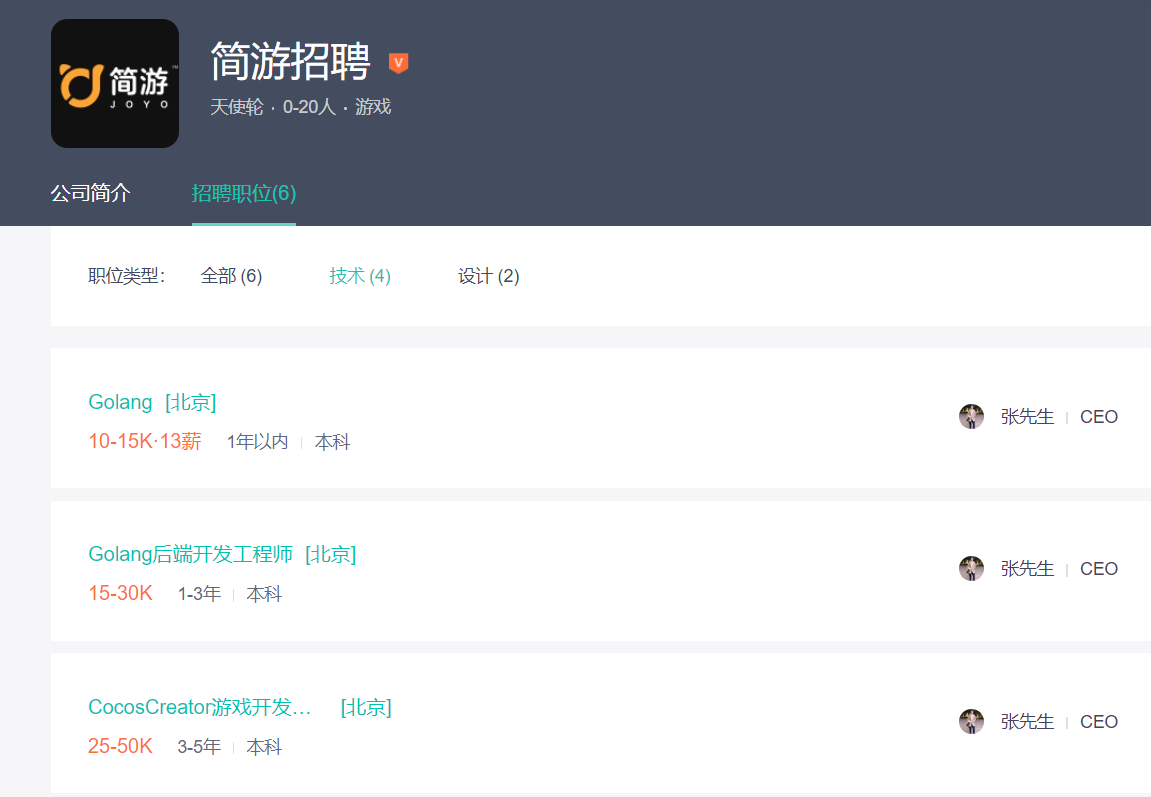 简游™
JOYO
简游招聘 V
天使轮 · 0-20人 · 游戏
公司简介 招聘职位(6)
职位类型: 全部 (6) 技术 (4) 设计 (2)
Golang [北京]
10-15K·13薪 1年以内 本科
张先生 CEO
Golang后端开发工程师 [北京]
15-30K 1-3年 本科
张先生 CEO
CocosCreator游戏开发… [北京]
25-50K 3-5年 本科
张先生 CEO